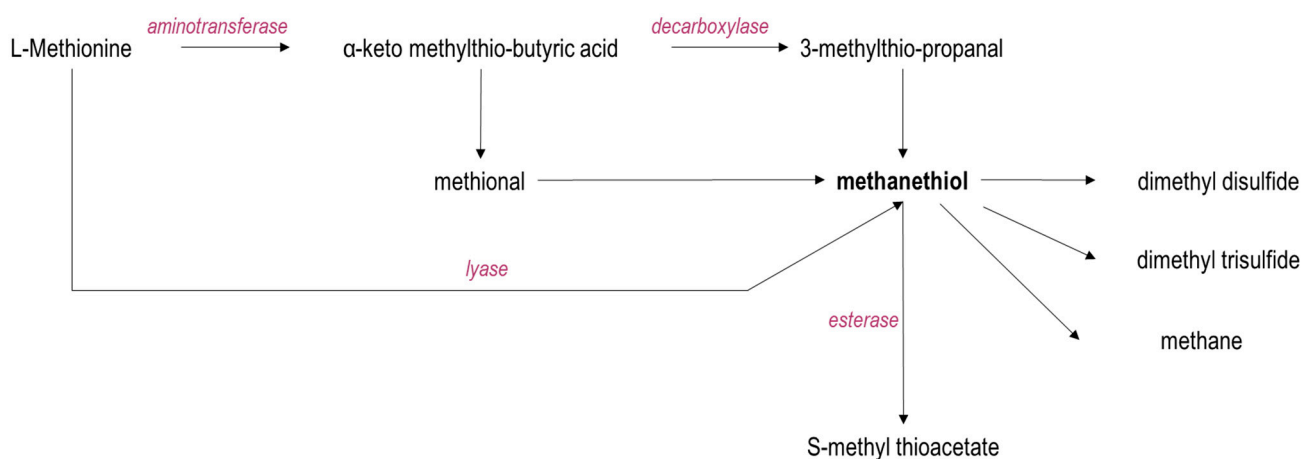 aminotransferase
decarboxylase
L-Methionine
α-keto methylthio-butyric acid
3-methylthio-propanal
methional
methanethiol
dimethyl disulfide
dimethyl trisulfide
lyase
esterase
methane
S-methyl thioacetate